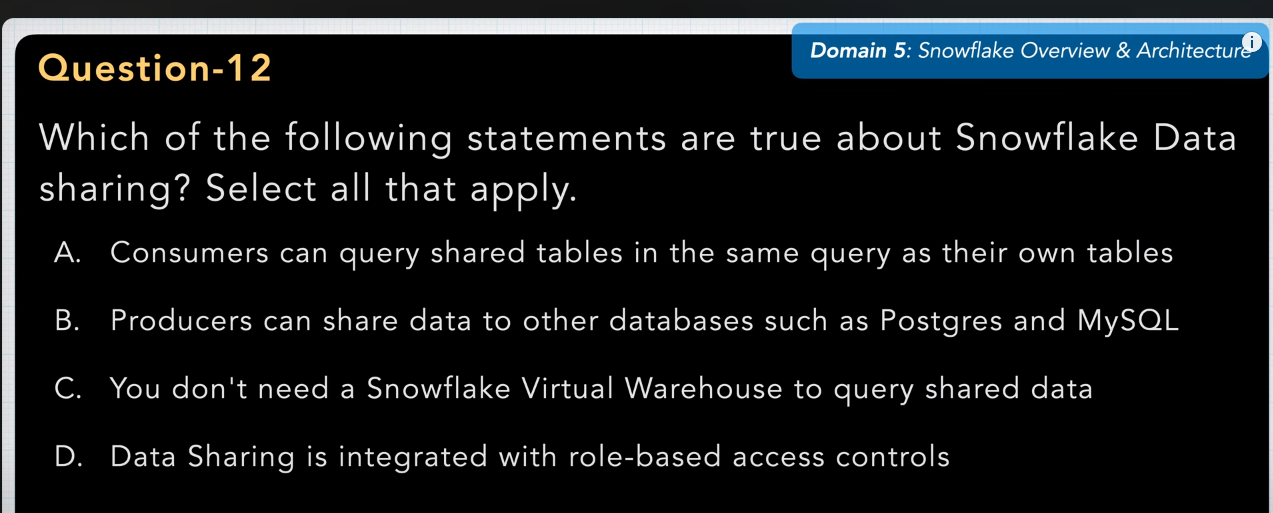 Domain 5: Snowflake Overview & Architecture
i
Question-12
Which of the following statements are true about Snowflake Data
sharing? Select all that apply.
A. Consumers can query shared tables in the same query as their own tables
B. Producers can share data to other databases such as Postgres and MySQL
C. You don't need a Snowflake Virtual Warehouse to query shared data
D. Data Sharing is integrated with role-based access controls